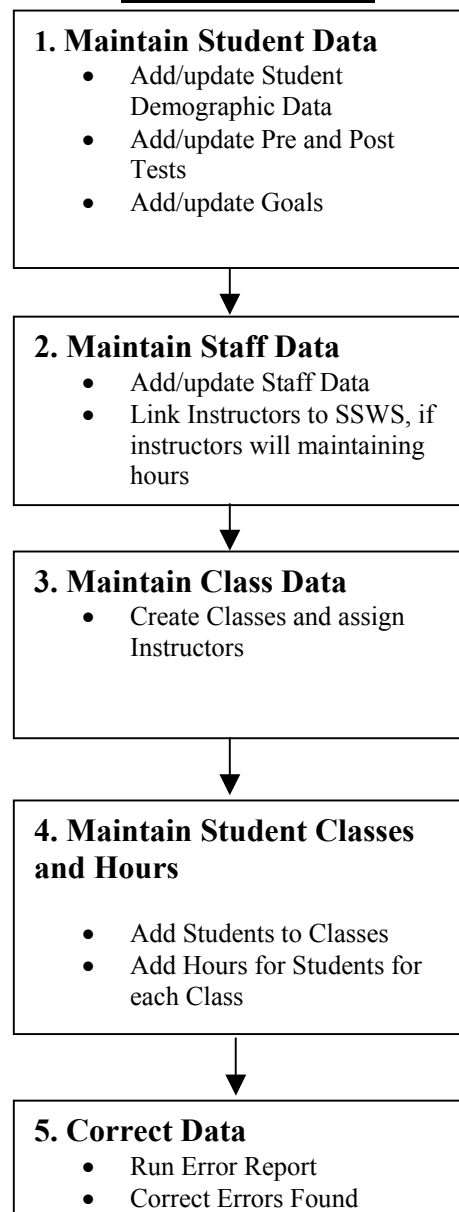 1. Maintain Student Data
• Add/update Student
Demographic Data
• Add/update Pre and Post
Tests
• Add/update Goals
2. Maintain Staff Data
• Add/update Staff Data
• Link Instructors to SSWS, if
instructors will maintaining
hours
3. Maintain Class Data
• Create Classes and assign
Instructors
4. Maintain Student Classes
and Hours
• Add Students to Classes
• Add Hours for Students for
each Class
5. Correct Data
• Run Error Report
• Correct Errors Found